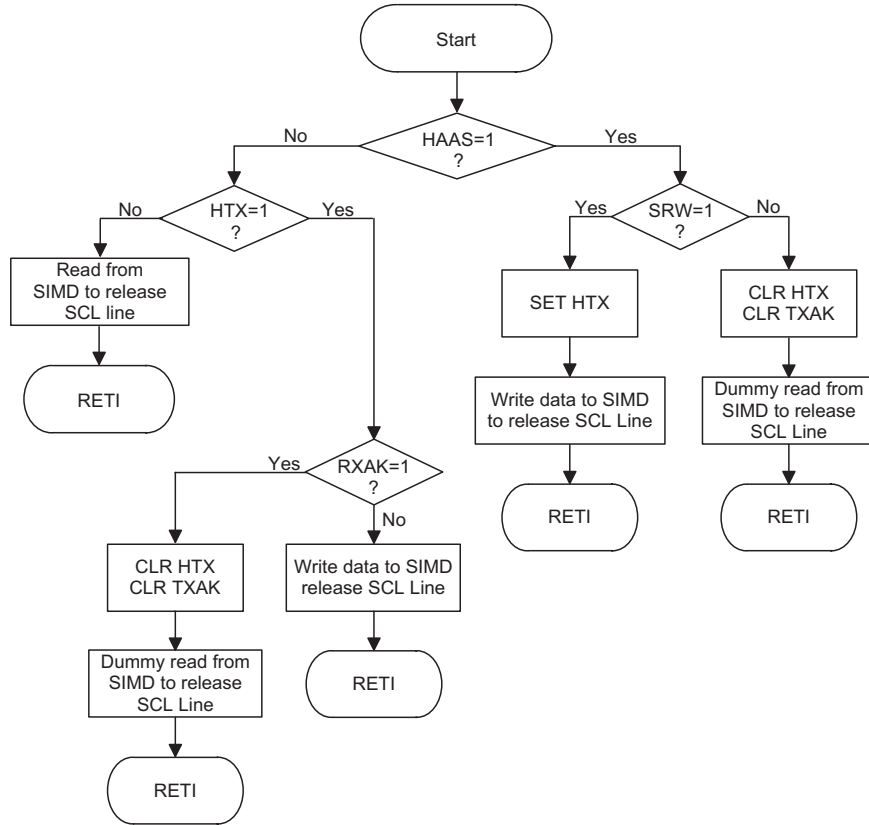 Start
HAAS=1
?
No
Yes
HTX=1
?
No
Yes
SRW=1
?
Yes
No
Read from
SIMD to release
SCL line
SET HTX
CLR HTX
CLR TXAK
RETI
Write data to SIMD
to release SCL Line
Dummy read from
SIMD to release
SCL Line
RXAK=1
?
Yes
No
RETI
RETI
CLR HTX
CLR TXAK
Write data to SIMD
release SCL Line
Dummy read from
SIMD to release
SCL Line
RETI
RETI